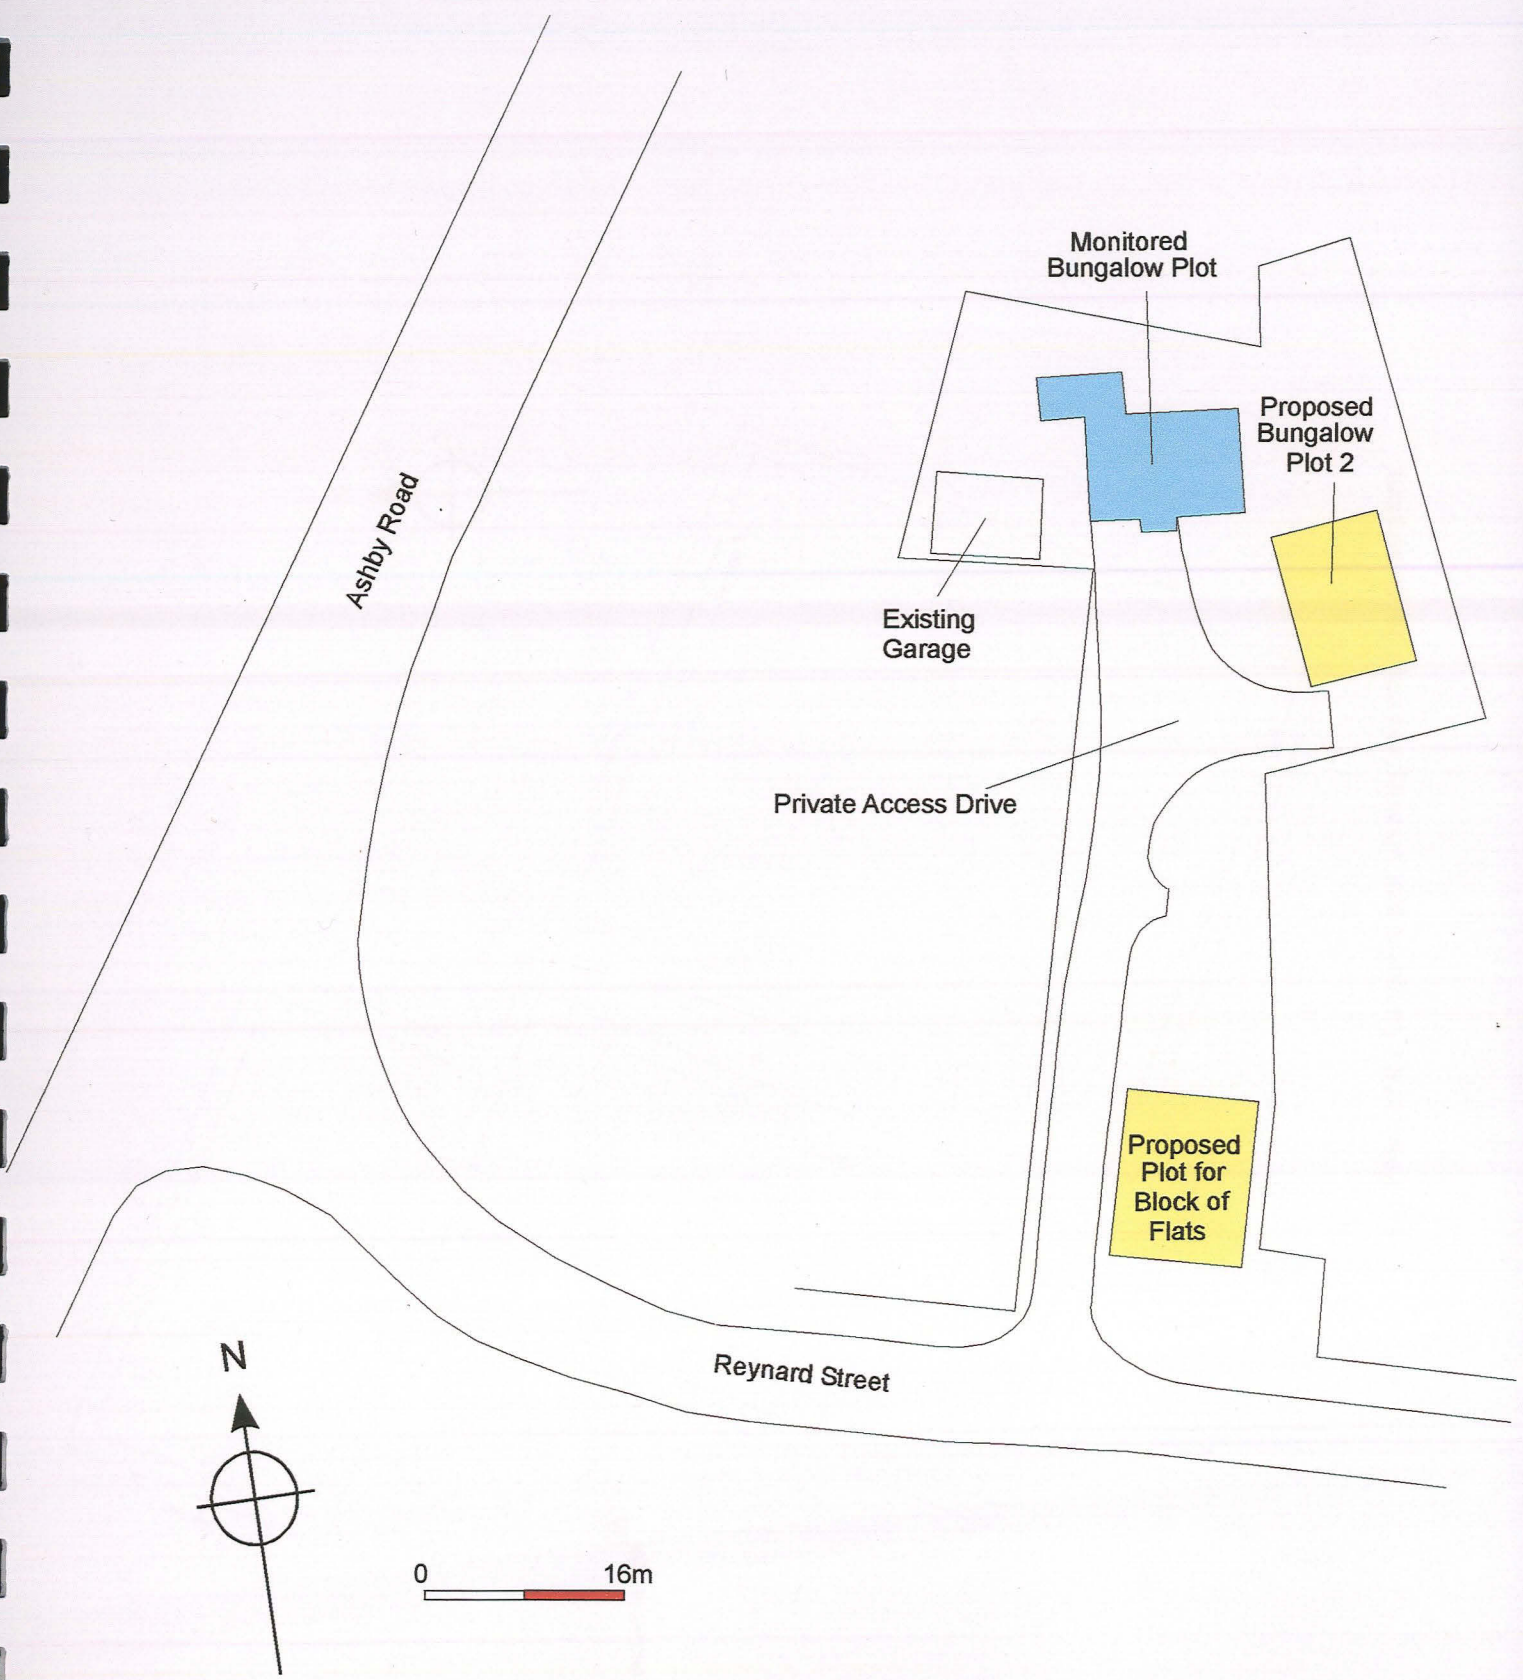 Monitored
Bungalow Plot
Proposed
Bungalow
Plot 2
Ashby Road
Existing
Garage
Private Access Drive
Proposed
Plot for
Block of
Flats
Reynard Street
N
0 16m